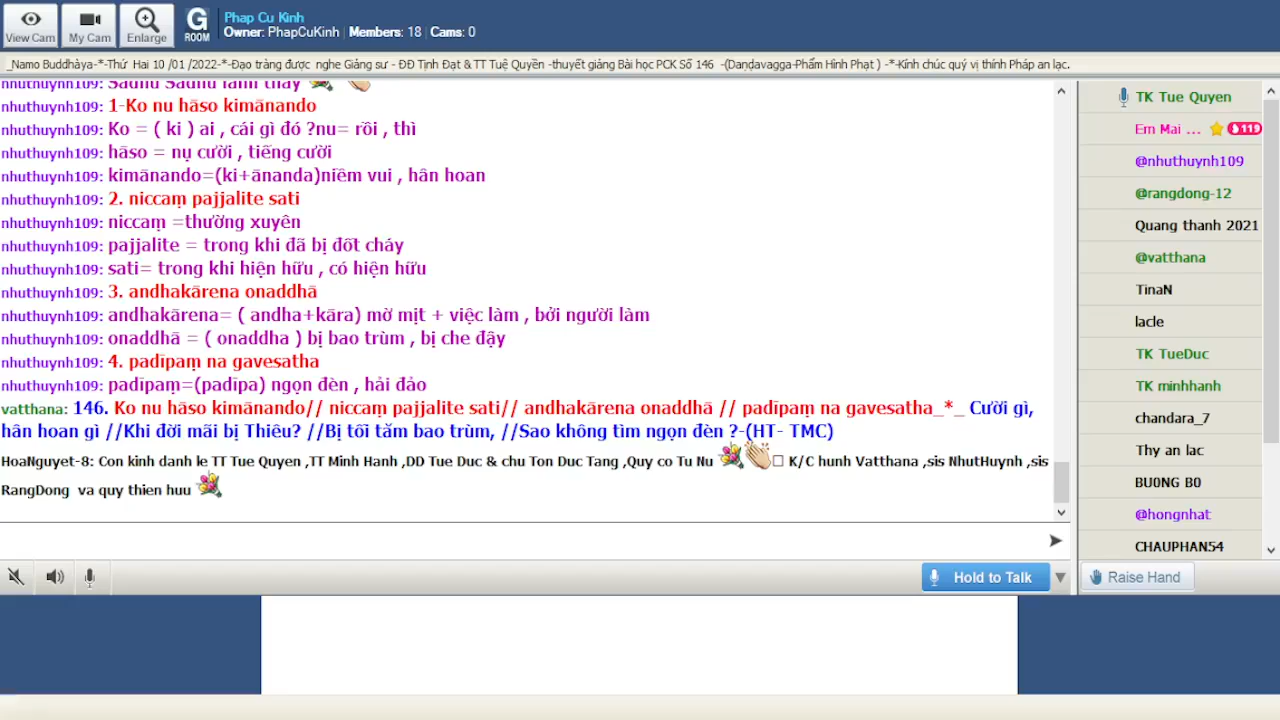 View Cam
My Cam
Enlarge
G
ROOM
Phap Cu Kinh
Owner: PhapCuKinh | Members: 18 | Cams: 0
_Namo Buddhàya-*-Thứ Hai 10 /01 /2022-*-Đạo tràng được nghe Giảng sư - ĐĐ Tịnh Đạt & TT Tuệ Quyền -thuyết giảng Bài học PCK Số 146 -(Daṇḍavagga-Phẩm Hình Phạt ) -*-Kính chúc quý vị thính Pháp an lạc.
nhuthuynh109: Sadhu Sadhu lành thay
nhuthuynh109: 1-Ko nu hāso kimānando
nhuthuynh109: Ko = ( ki ) ai , cái gì đó ?nu= rồi , thì
nhuthuynh109: hāso = nụ cười , tiếng cười
nhuthuynh109: kimānando=(ki+ānanda)niềm vui , hân hoan
nhuthuynh109: 2. niccaṃ pajjalite sati
nhuthuynh109: niccaṃ =thường xuyên
nhuthuynh109: pajjalite = trong khi đã bị đốt cháy
nhuthuynh109: sati= trong khi hiện hữu , có hiện hữu
nhuthuynh109: 3. andhakārena onaddhā
nhuthuynh109: andhakārena= ( andha+kāra) mờ mịt + việc làm , bởi người làm
nhuthuynh109: onaddhā = ( onaddha ) bị bao trùm , bị che đậy
nhuthuynh109: 4. padīpaṃ na gavesatha
nhuthuynh109: padīpaṃ=(padīpa) ngọn đèn , hải đảo
vatthana: 146. Ko nu hāso kimānando// niccaṃ pajjalite sati// andhakārena onaddhā // padīpaṃ na gavesatha_*_ Cười gì,
hân hoan gì //Khi đời mãi bị Thiêu? //Bị tối tăm bao trùm, //Sao không tìm ngọn đèn ?-(HT- TMC)
HoaNguyet-8: Con kinh danh le TT Tue Quyen ,TT Minh Hanh ,DD Tue Duc & chu Ton Duc Tang ,Quy co Tu Nu K/C hunh Vatthana ,sis NhutHuynh ,sis
RangDong va quy thien huu
Hold to Talk
TK Tue Quyen
Em Mai ... 119
@nhuthuynh109
@rangdong-12
Quang thanh 2021
@vatthana
TinaN
lacle
TK TueDuc
TK minhhanh
chandara_7
Thy an lac
BU0NG B0
@hongnhat
CHAUPHAN54
Raise Hand